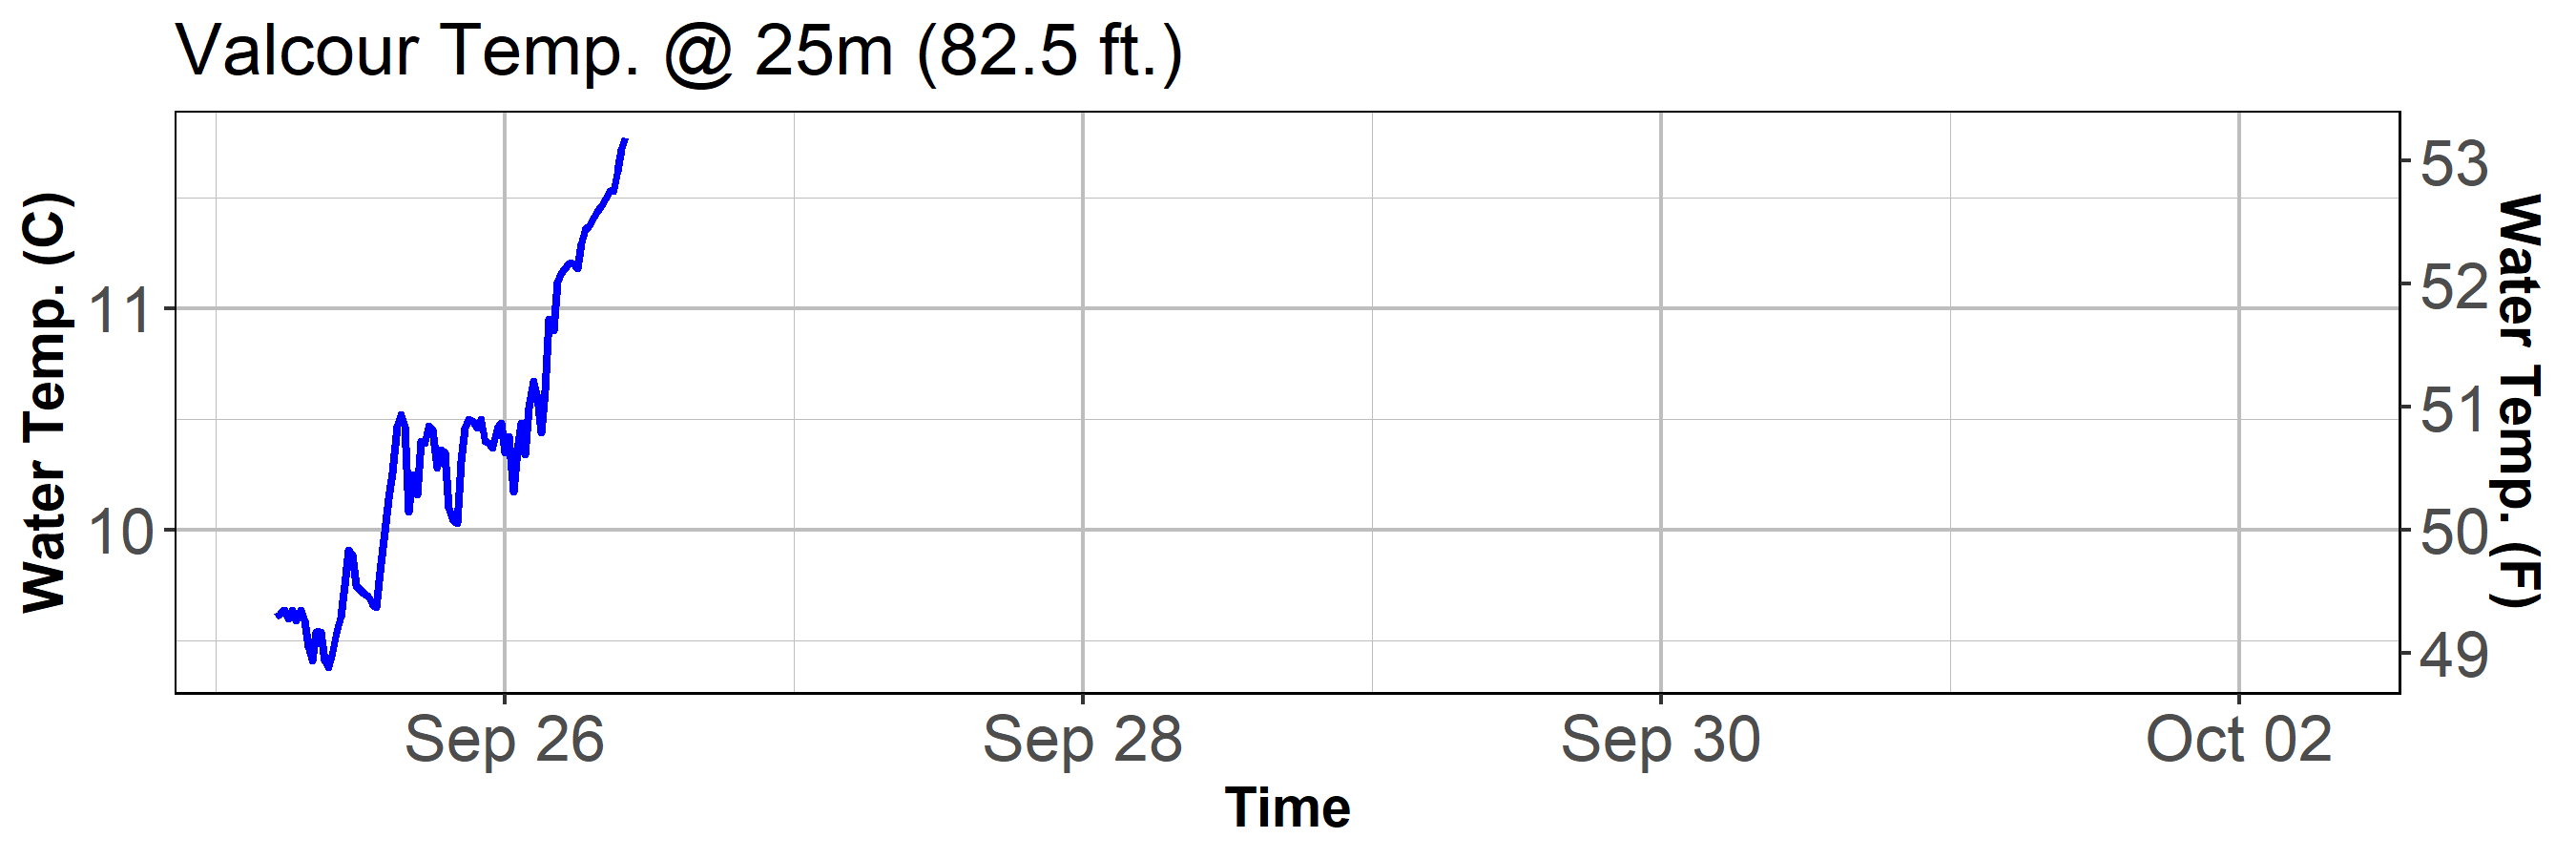 Valcour Temp. @ 25m (82.5 ft.)
Water Temp. (C)
11
10
53
52
51
50
49
Water Temp. (F)
Sep 26
Sep 28
Sep 30
Oct 02
Time